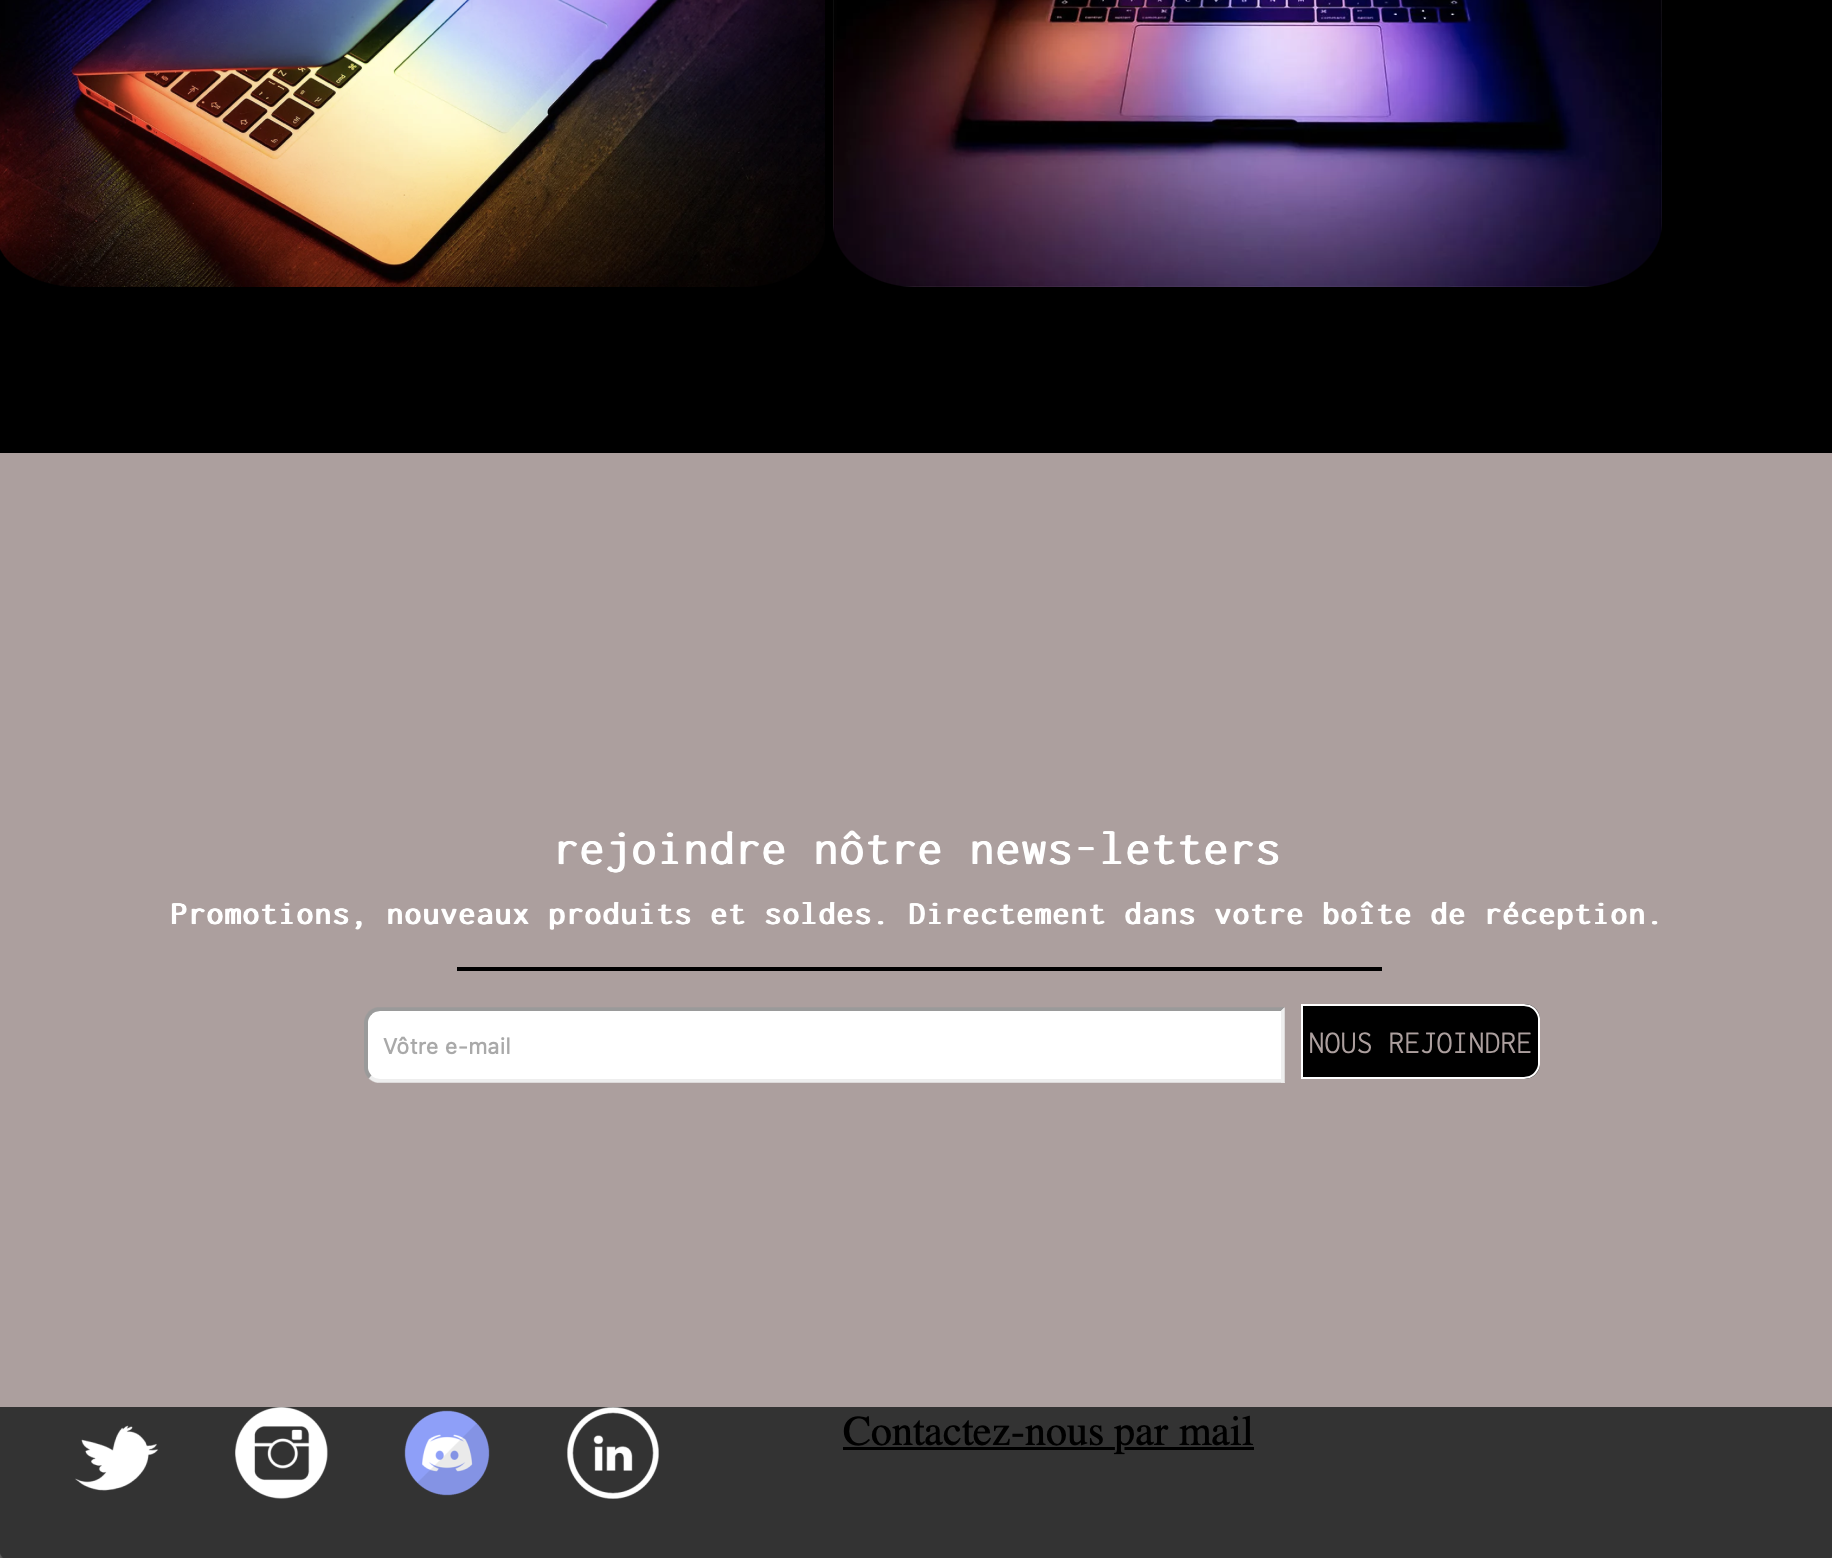 rejoindre nôtre news-letters
Promotions, nouveaux produits et soldes. Directement dans votre boîte de réception.
Vôtre e-mail
NOUS REJOINDRE
in
Contactez-nous par mail